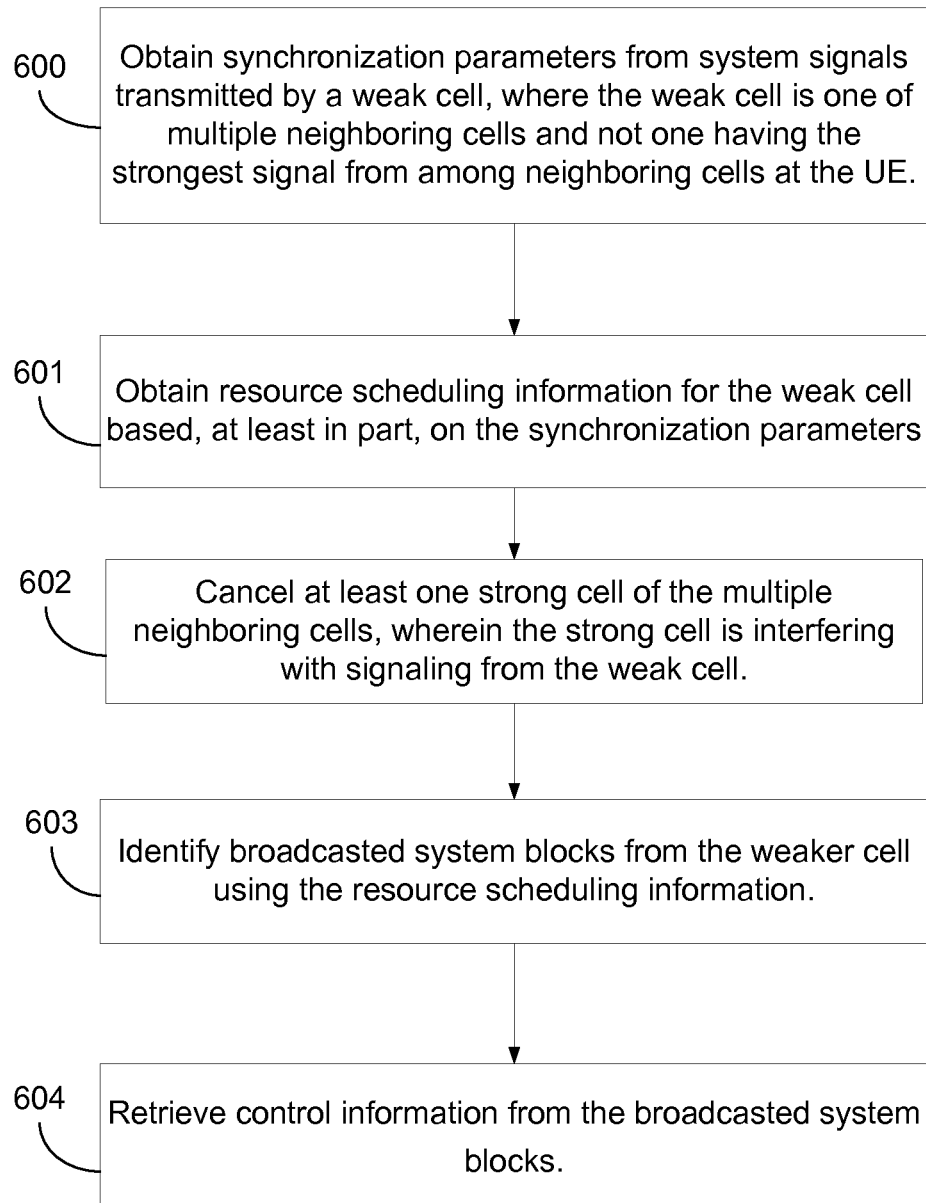 600
Obtain synchronization parameters from system signals
transmitted by a weak cell, where the weak cell is one of
multiple neighboring cells and not one having the
strongest signal from among neighboring cells at the UE.
601
Obtain resource scheduling information for the weak cell
based, at least in part, on the synchronization parameters
602
Cancel at least one strong cell of the multiple
neighboring cells, wherein the strong cell is interfering
with signaling from the weak cell.
603
Identify broadcasted system blocks from the weaker cell
using the resource scheduling information.
604
Retrieve control information from the broadcasted system
blocks.